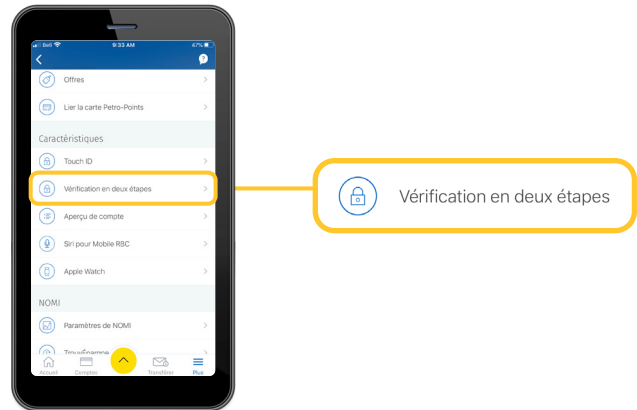 Bell 9:33 AM 47%
Offres
Lier la carte Petro-Points
Caractéristiques
Touch ID
Vérification en deux étapes
Aperçu de compte
Siri pour Mobile RBC
Apple Watch
NOMI
Paramètres de NOMI
TrouvÉpargne
Accueil Comptes Transférer Plus
Vérification en deux étapes